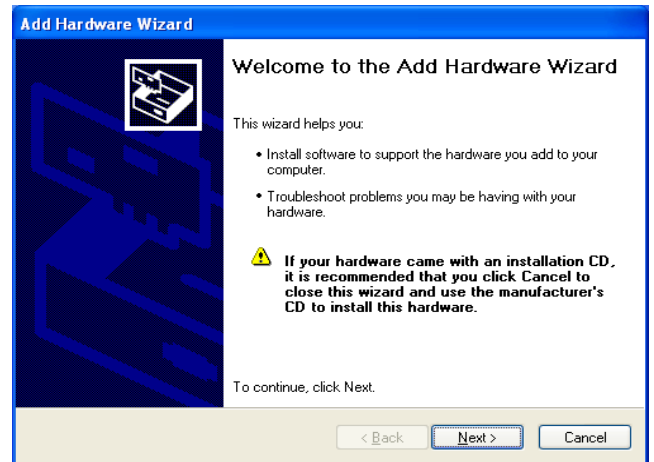 Add Hardware Wizard
Welcome to the Add Hardware Wizard
This wizard helps you:
• Install software to support the hardware you add to your
computer.
• Troubleshoot problems you may be having with your
hardware.
If your hardware came with an installation CD,
it is recommended that you click Cancel to
close this wizard and use the manufacturer's
CD to install this hardware.
To continue, click Next.
< Back
Next >
Cancel